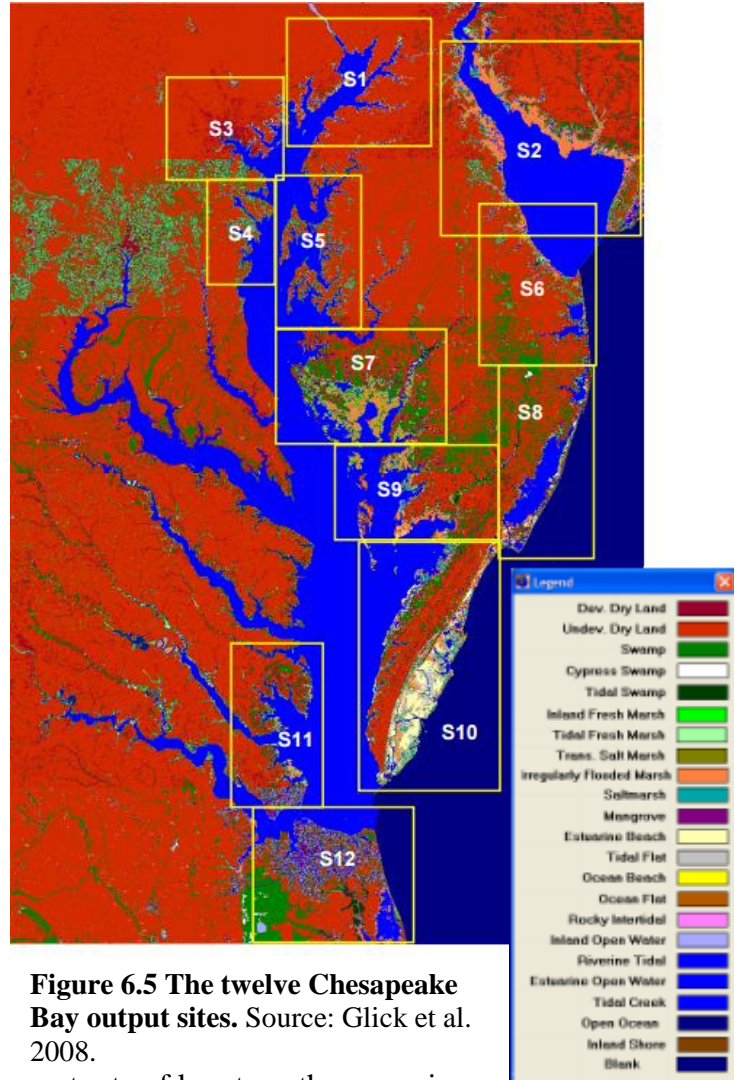 S1
S2
S3
S4
S5
S6
S7
S8
S9
S10
S11
S12
Legend
Dev. Dry Land
Undev. Dry Land
Swamp
Cypress Swamp
Tidal Swamp
Inland Fresh Marsh
Tidal Fresh Marsh
Trans. Salt Marsh
Irregularly Flooded Marsh
Saltmarsh
Mangrove
Estuarine Beach
Tidal Flat
Ocean Beach
Ocean Flat
Rocky Intertidal
Inland Open Water
Riverine Tidal
Estuarine Open Water
Tidal Creek
Open Ocean
Inland Shore
Blank
Figure 6.5 The twelve Chesapeake
Bay output sites. Source: Glick et al.
2008.